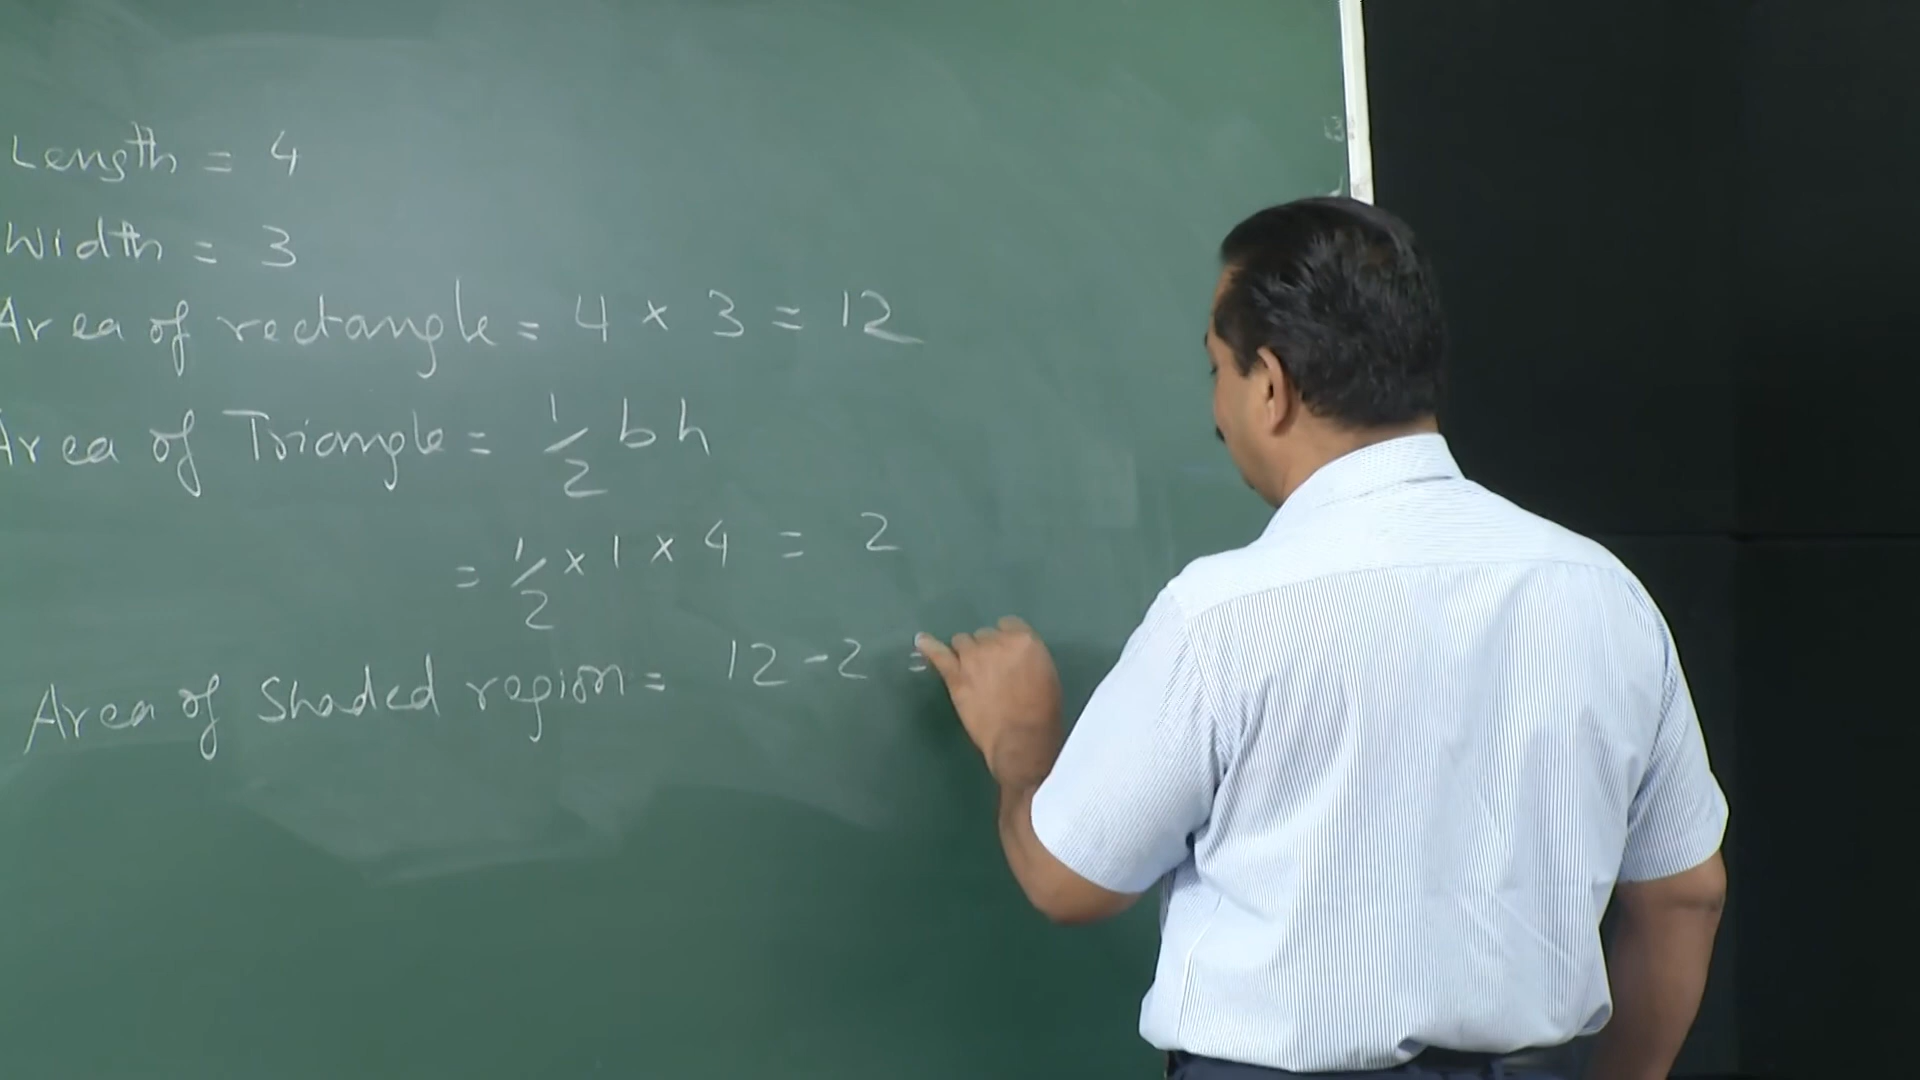 Length = 4
Width = 3
Area of rectangle = 4 × 3 = 12
Area of Triangle = 1/2 bh
= 1/2 × 1 × 4 = 2
Area of Shaded region = 12 - 2 =